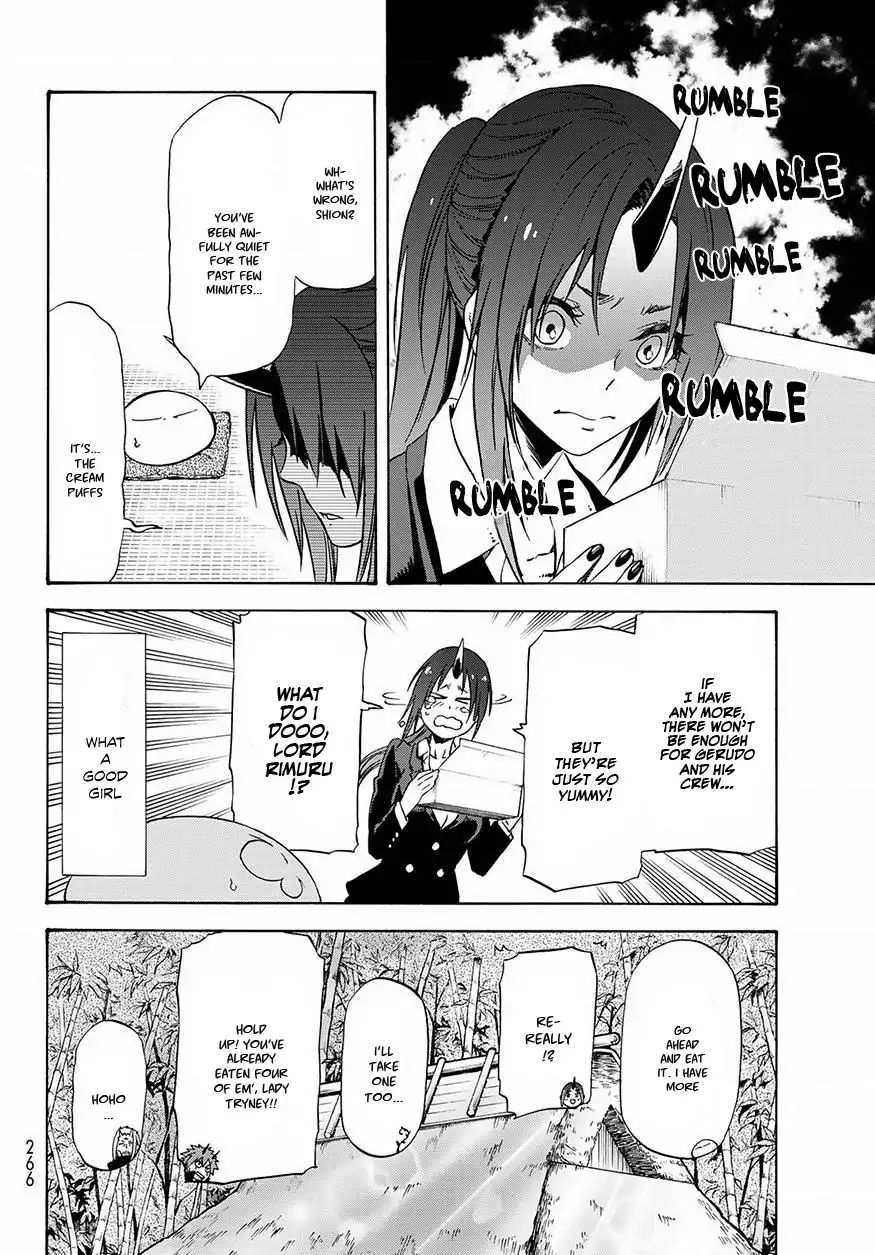 RUMBLE
RUMBLE
RUMBLE
RUMBLE
RUMBLE
WH-
WHAT'S
WRONG,
SHION?
YOU'VE
BEEN AW-
FULLY QUIET
FOR THE
PAST FEW
MINUTES...
IT'S...
THE
CREAM
PUFFS
IF
I HAVE
ANY MORE,
THERE WON'T
BE ENOUGH
FOR GERUDO
AND HIS
CREW...
BUT
THEY'RE
JUST SO
YUMMY!
WHAT
DO I
DOOO,
LORD
RIMURU
!?
WHAT
A
GOOD
GIRL
GO
AHEAD
AND EAT
IT. I HAVE
MORE
RE-
REALLY
!?
I'LL
TAKE
ONE
TOO...
HOLD
UP! YOU'VE
ALREADY
EATEN FOUR
OF EM', LADY
TRYNEY!!
HOHO
...
266